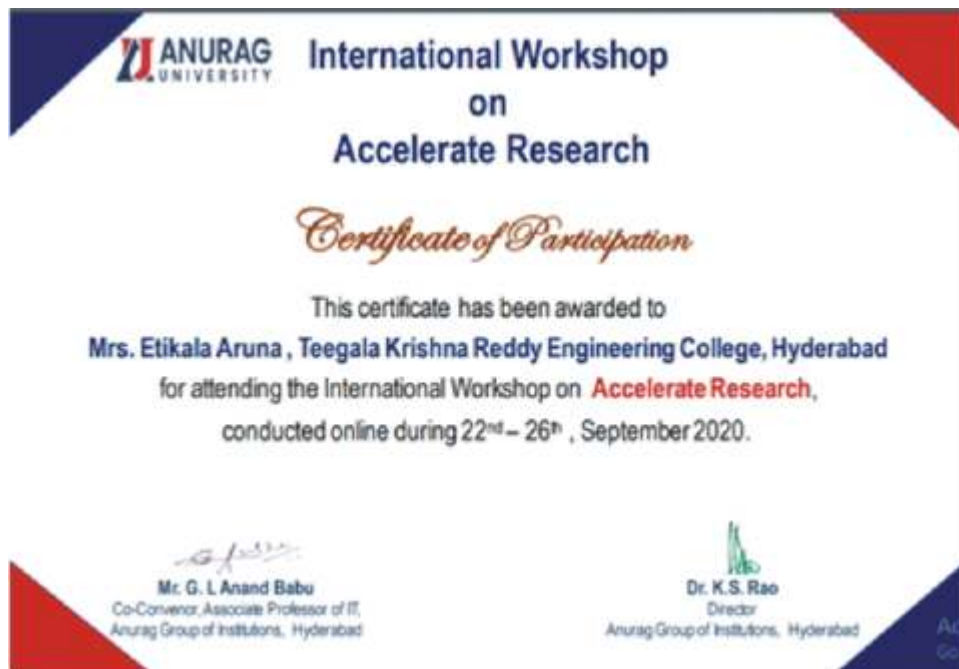 ANURAG
UNIVERSITY
International Workshop
on
Accelerate Research
Certificate of Participation
This certificate has been awarded to
Mrs. Etikala Aruna , Teegala Krishna Reddy Engineering College, Hyderabad
for attending the International Workshop on Accelerate Research,
conducted online during 22nd – 26th , September 2020.
Mr. G. L Anand Babu
Co-Convenor, Associate Professor of IT,
Anurag Group of Institutions, Hyderabad
Dr. K.S. Rao
Director
Anurag Group of Institutions, Hyderabad